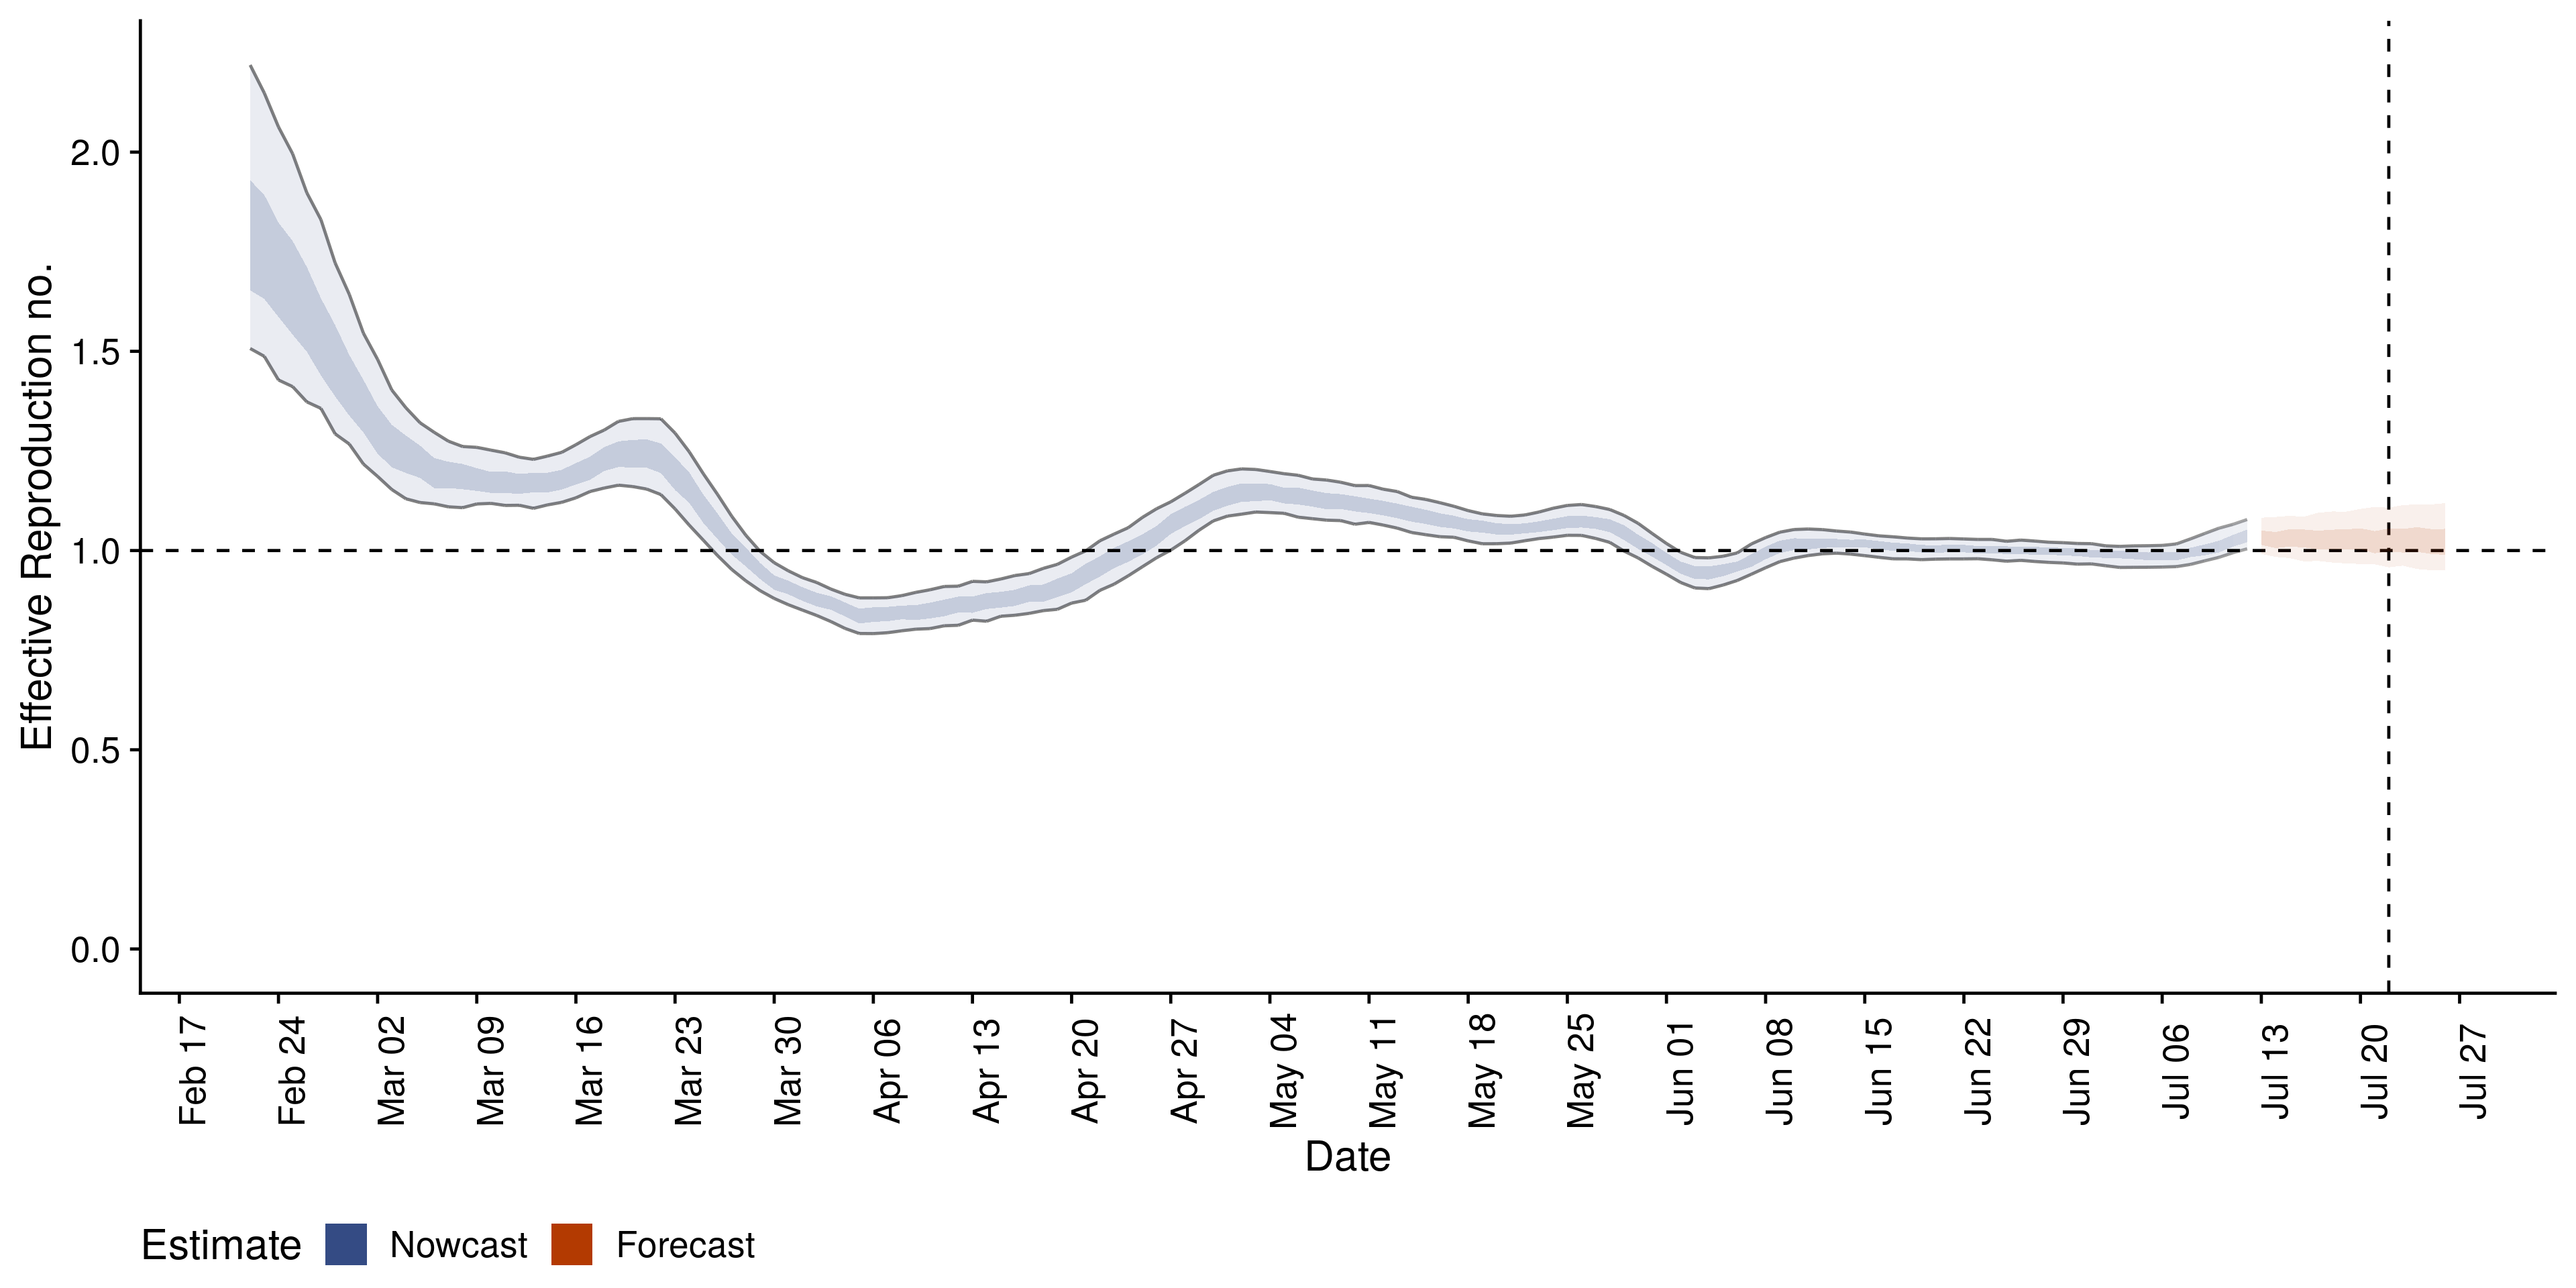 Effective Reproduction no.
2.0
1.5
1.0
0.5
0.0
Feb 17
Feb 24
Mar 02
Mar 09
Mar 16
Mar 23
Mar 30
Apr 06
Apr 13
Apr 20
Apr 27
May 04
May 11
May 18
May 25
Jun 01
Jun 08
Jun 15
Jun 22
Jun 29
Jul 06
Jul 13
Jul 20
Jul 27
Date
Estimate Nowcast Forecast